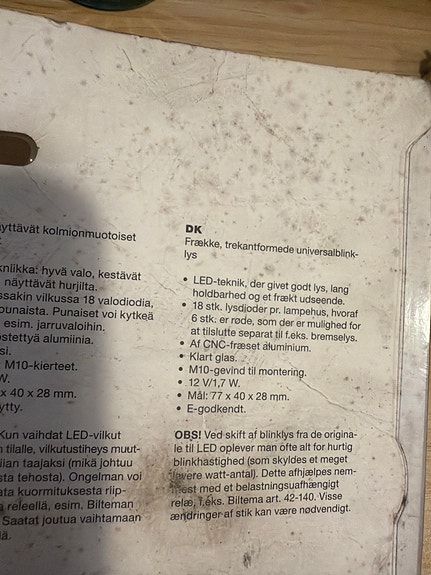 äyttävät kolmionmuotoiset
kniikka: hyvä valo, kestävät
näyttävät hurjilta.
ssakin vilkussa 18 valodiodia,
ounaista. Punaiset voi kytkeä
esim. jarruvaloihin.
stettyä alumiinia.
si.
M10-kierteet.
W.
x 40 x 28 mm.
ytty.
Kun vaihdat LED-vilkut
n tilalle, vilkutustiheys muut-
liian taajaksi (mikä johtuu
ta tehosta). Ongelman voi
ata kuormituksesta riip-
releellä, esim. Bilteman
Saatat joutua vaihtamaan
iä.
DK
Frække, trekantformede universalblink-
lys
• LED-teknik, der givet godt lys, lang
holdbarhed og et frækt udseende.
• 18 stk. lysdioder pr. lampehus, hvoraf
6 stk. er røde, som der er mulighed for
at tilslutte separat til f.eks. bremselys.
• Af CNC-fræset aluminium.
• Klart glas.
• M10-gevind til montering.
• 12 V/1,7 W.
• Mål: 77 x 40 x 28 mm.
• E-godkendt.
OBS! Ved skift af blinklys fra de origina-
le til LED oplever man ofte alt for hurtig
blinkhastighed (som skyldes et meget
lavere watt-antal). Dette afhjælpes nem-
mest med et belastningsuafhængigt
relæ, f.eks. Biltema art. 42-140. Visse
ændringer af stik kan være nødvendigt.